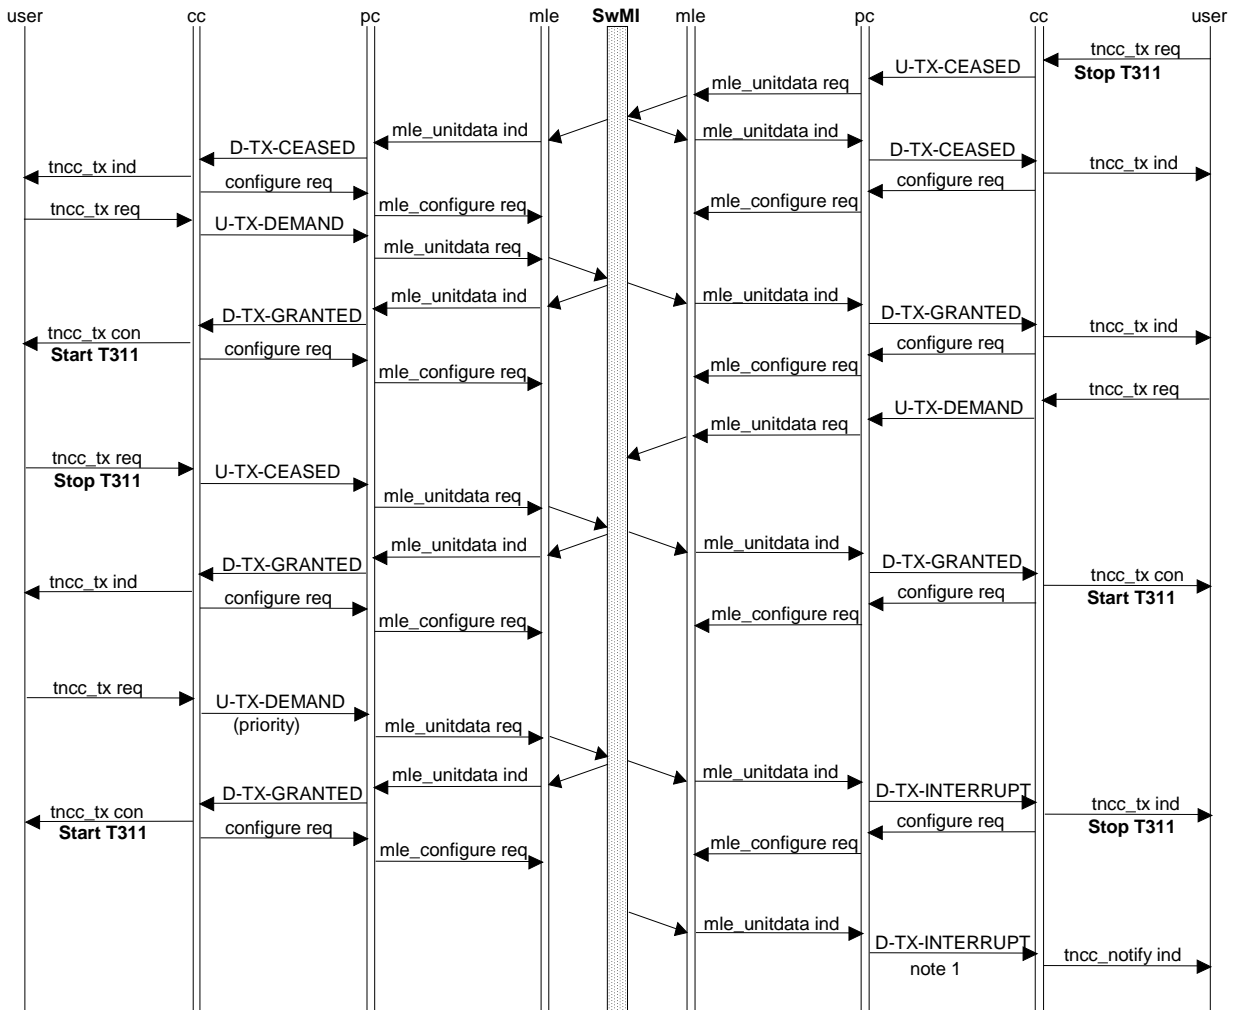 user cc pc mle SwMI mle pc cc user
tncc_tx req
U-TX-CEASED
Stop T311
mle_unitdata req
mle_unitdata ind
mle_unitdata ind
D-TX-CEASED
D-TX-CEASED
tncc_tx ind
tncc_tx ind
configure req
configure req
mle_configure req
mle_configure req
tncc_tx req
U-TX-DEMAND
mle_unitdata req
mle_unitdata ind
mle_unitdata ind
D-TX-GRANTED
D-TX-GRANTED
tncc_tx con
Start T311
tncc_tx ind
configure req
configure req
mle_configure req
mle_configure req
tncc_tx req
U-TX-DEMAND
mle_unitdata req
tncc_tx req
Stop T311
U-TX-CEASED
mle_unitdata req
mle_unitdata ind
mle_unitdata ind
D-TX-GRANTED
D-TX-GRANTED
tncc_tx ind
tncc_tx con
Start T311
configure req
configure req
mle_configure req
mle_configure req
tncc_tx req
U-TX-DEMAND
(priority)
mle_unitdata req
mle_unitdata ind
mle_unitdata ind
D-TX-GRANTED
D-TX-INTERRUPT
tncc_tx con
Start T311
tncc_tx ind
Stop T311
configure req
configure req
mle_configure req
mle_configure req
mle_unitdata ind
D-TX-INTERRUPT
note 1
tncc_notify ind